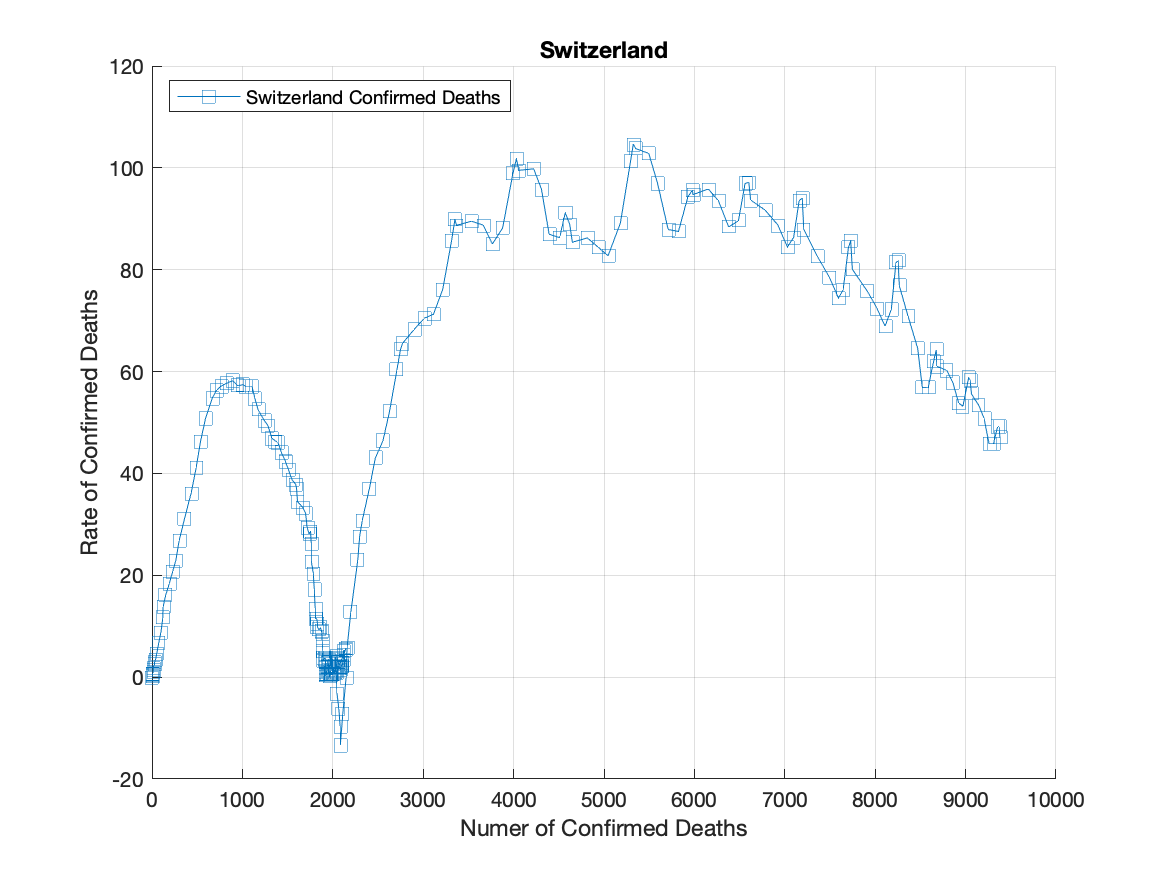 Switzerland
Switzerland Confirmed Deaths
120
100
80
60
40
20
0
-20
Rate of Confirmed Deaths
0 1000 2000 3000 4000 5000 6000 7000 8000 9000 10000
Numer of Confirmed Deaths